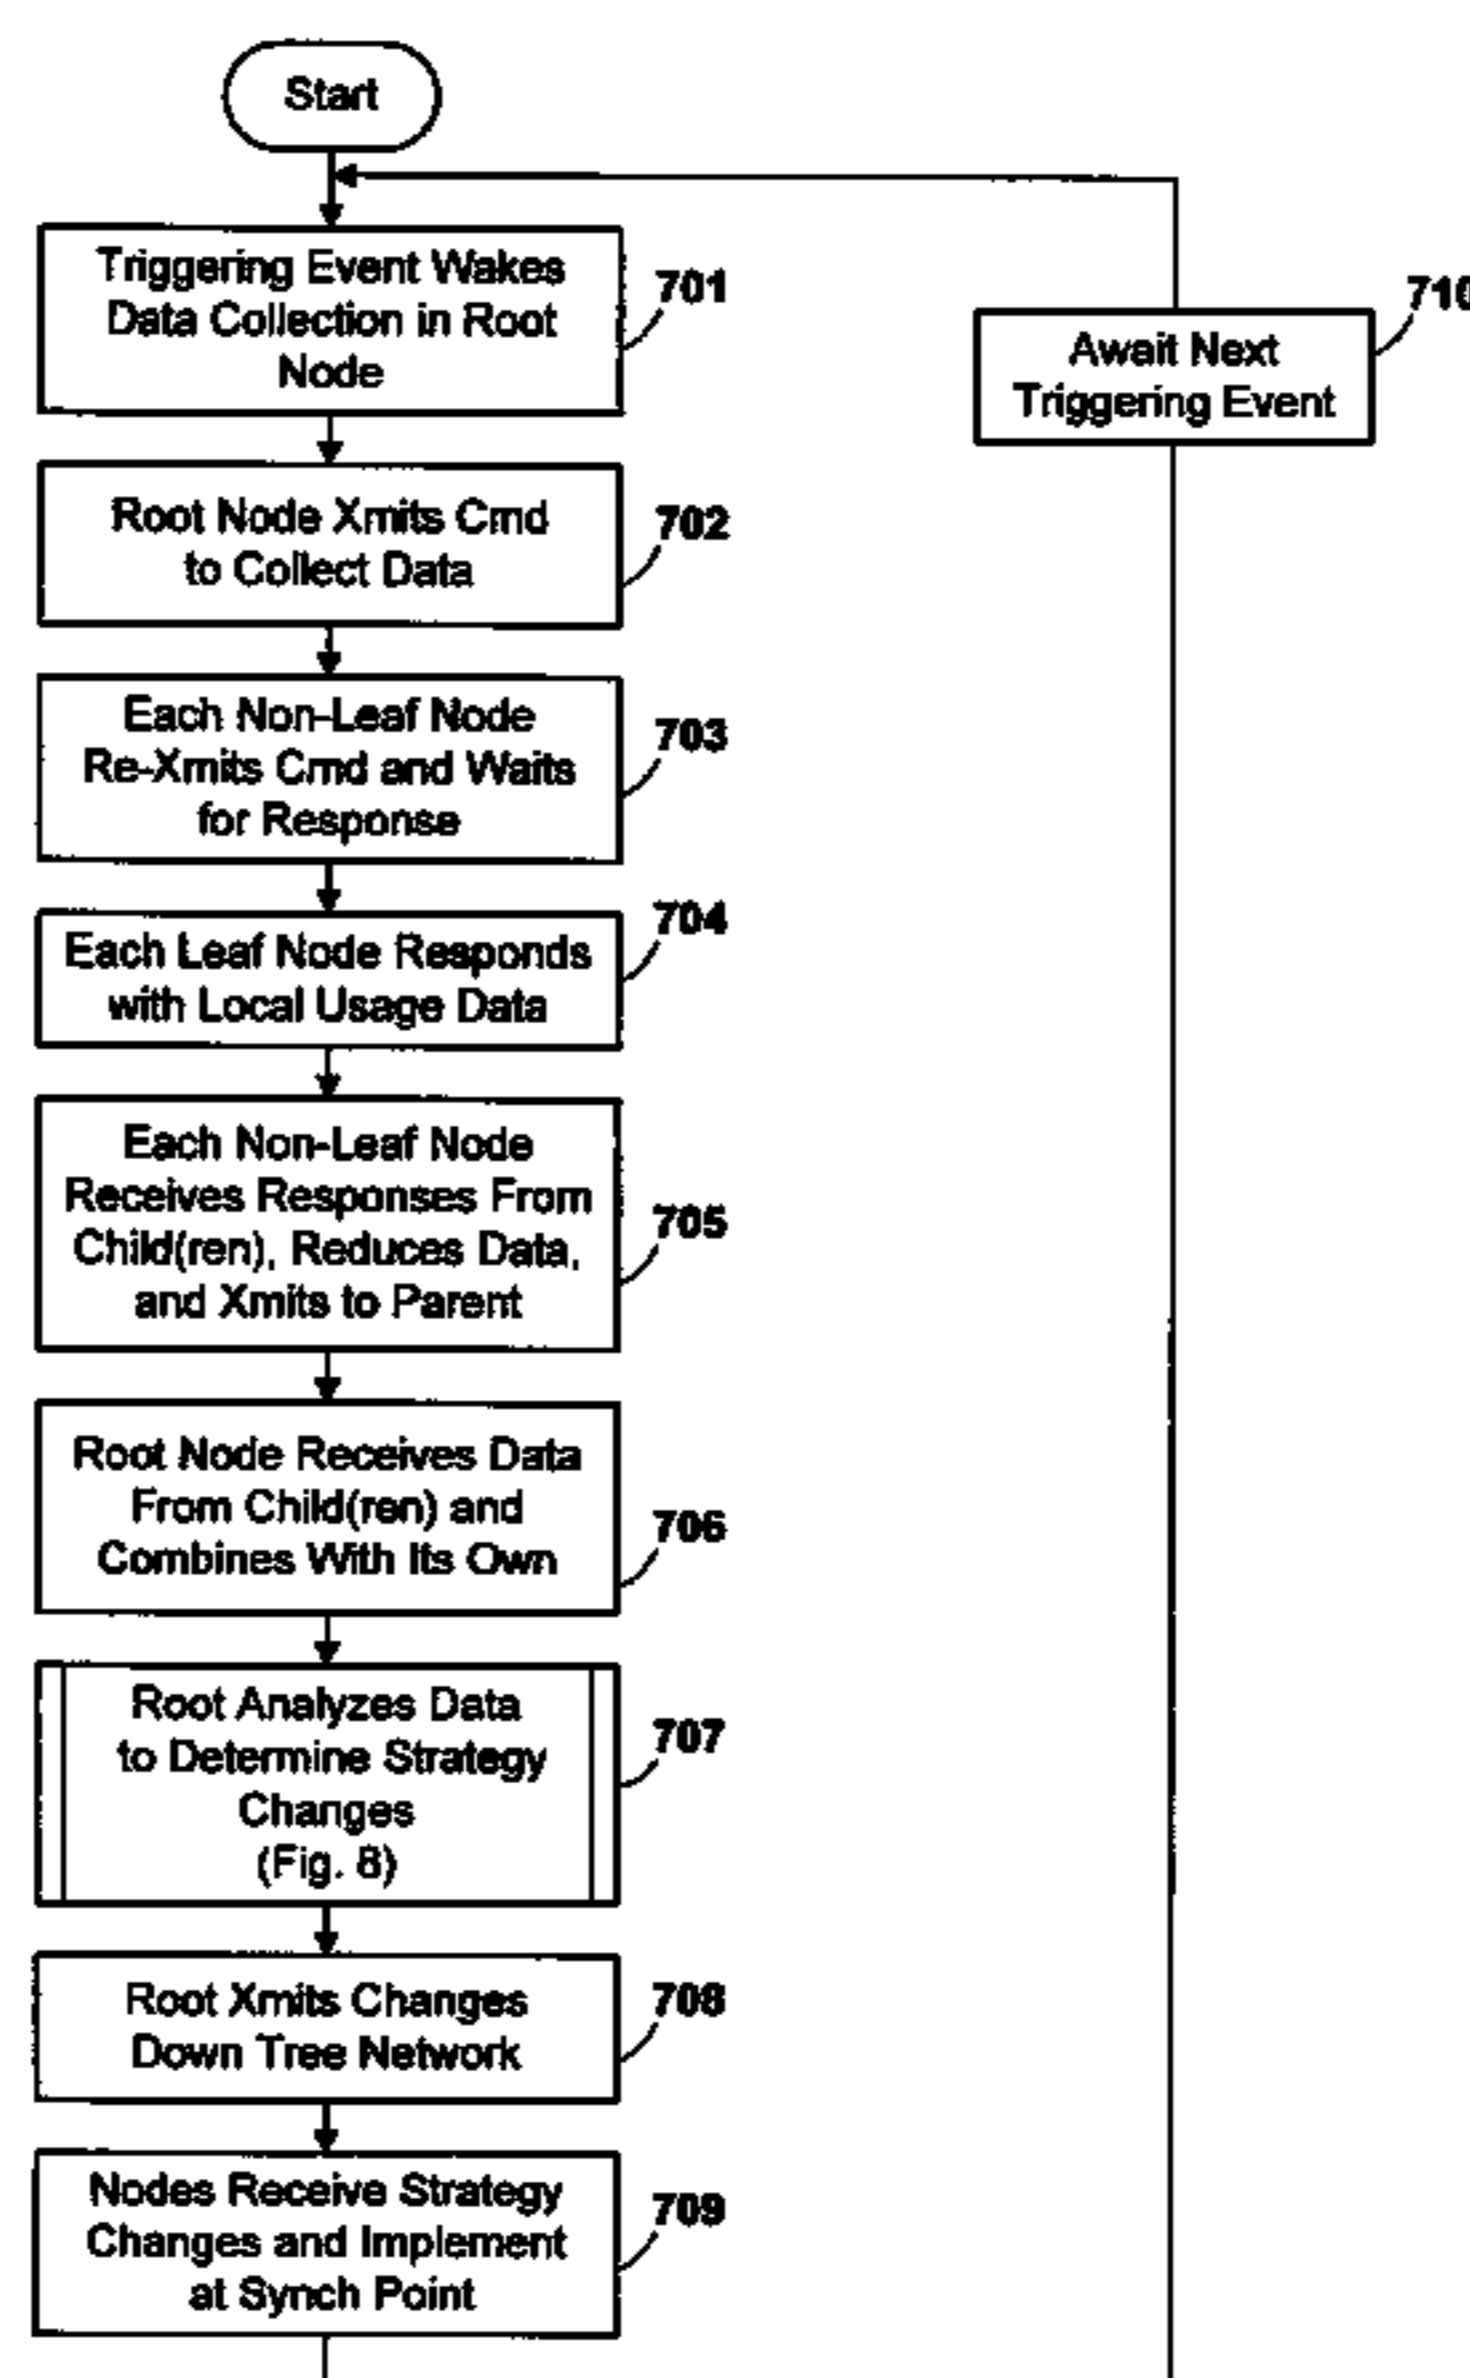 Start
Triggering Event Wakes
Data Collection in Root
Node
701
710
Await Next
Triggering Event
Root Node Xmits Cmd
to Collect Data
702
Each Non-Leaf Node
Re-Xmits Cmd and Waits
for Response
703
Each Leaf Node Responds
with Local Usage Data
704
Each Non-Leaf Node
Receives Responses From
Child(ren), Reduces Data,
and Xmits to Parent
705
Root Node Receives Data
From Child(ren) and
Combines With Its Own
706
Root Analyzes Data
to Determine Strategy
Changes
(Fig. 8)
707
Root Xmits Changes
Down Tree Network
708
Nodes Receive Strategy
Changes and Implement
at Synch Point
709